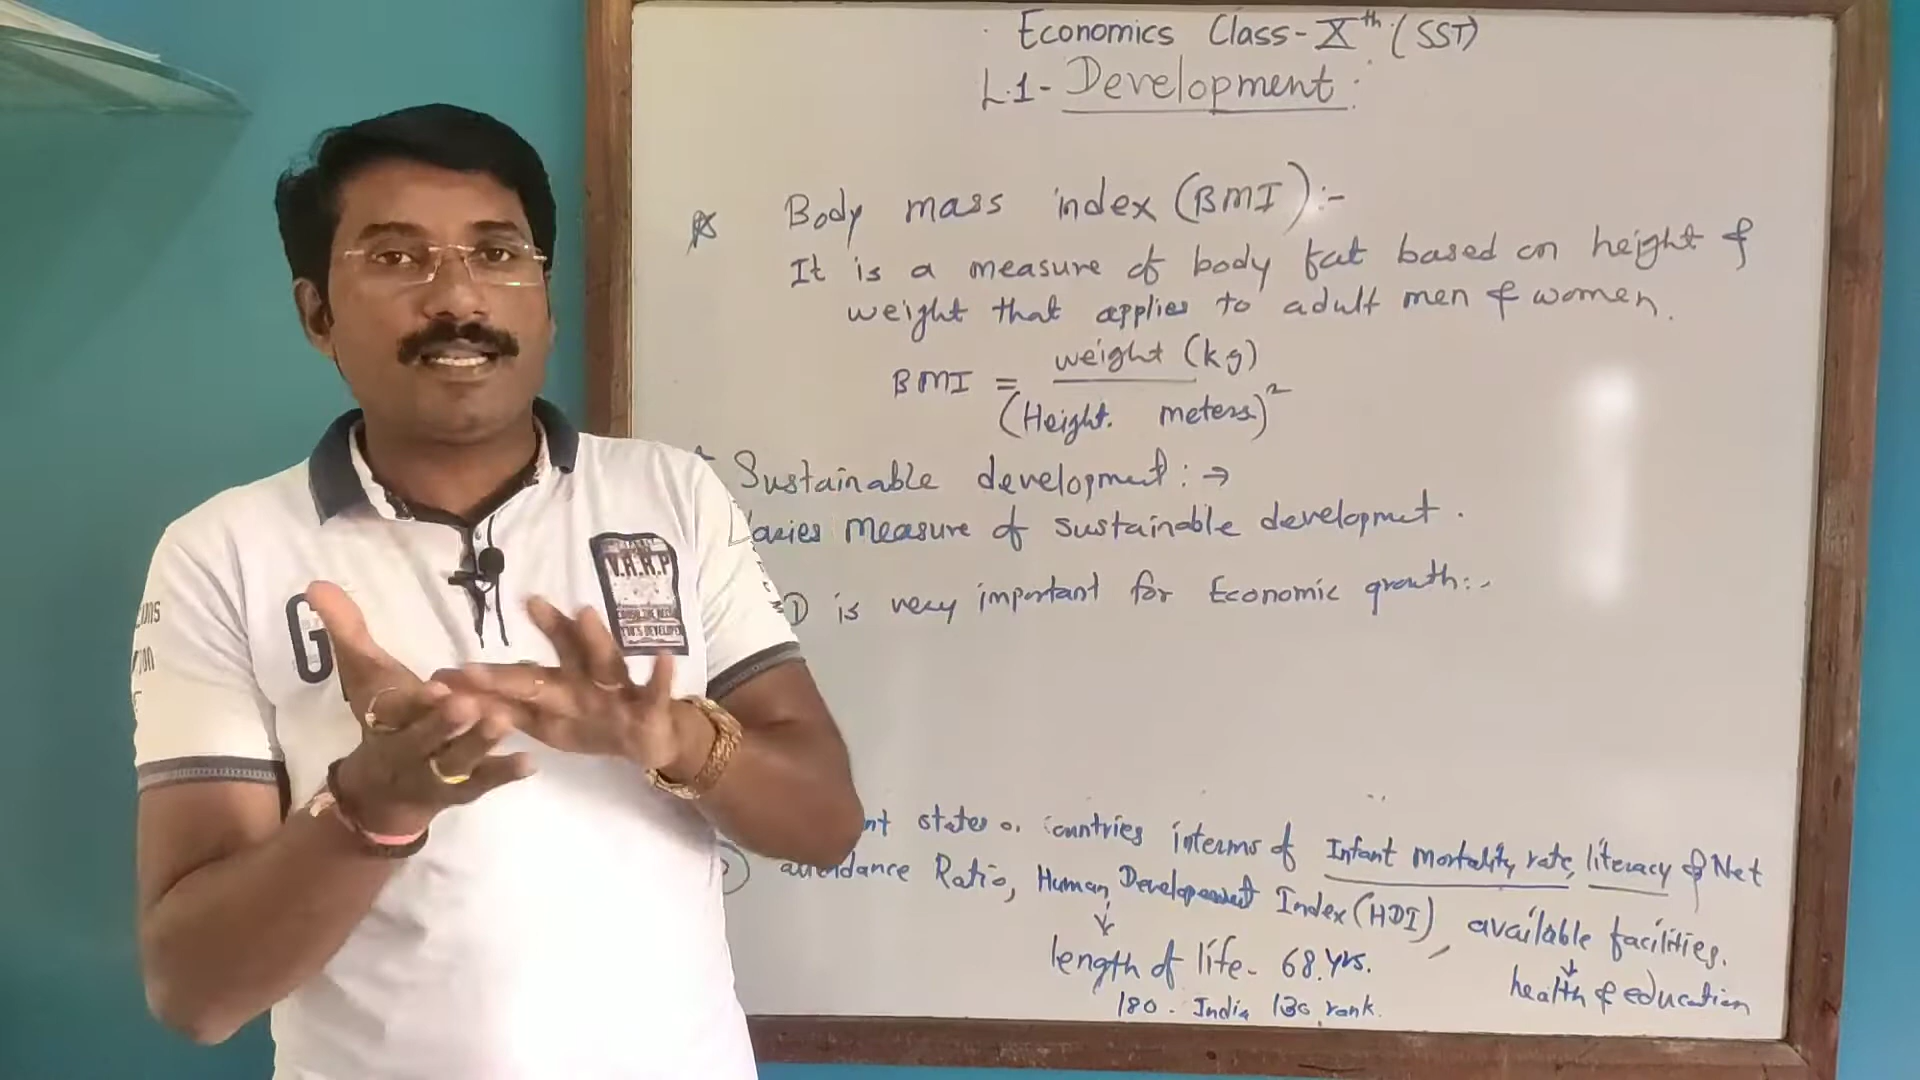 Economics Class-Xth (SST)
L.1- Development:
Body mass index (BMI):-
It is a measure of body fat based on height &
weight that applies to adult men & women.
BMI = weight (kg)
(Height. meters)²
Sustainable development: →
measure of sustainable development.
① is very important for Economic growth:-
states countries interms of Infant mortality rate, literacy & Net
Ratio, Human Development Index (HDI), available facilities.
↓
length of life- 68.yrs.
health & education
180 - India 130 rank.
G
V.R.R.P